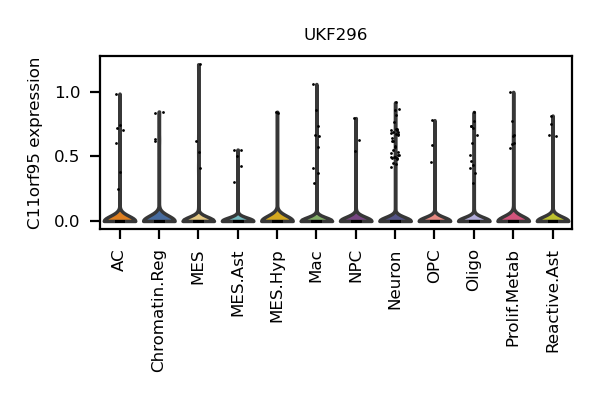 UKF296
C11orf95 expression
1.0
0.5
0.0
AC
Chromatin.Reg
MES
MES.Ast
MES.Hyp
Mac
NPC
Neuron
OPC
Oligo
Prolif.Metab
Reactive.Ast